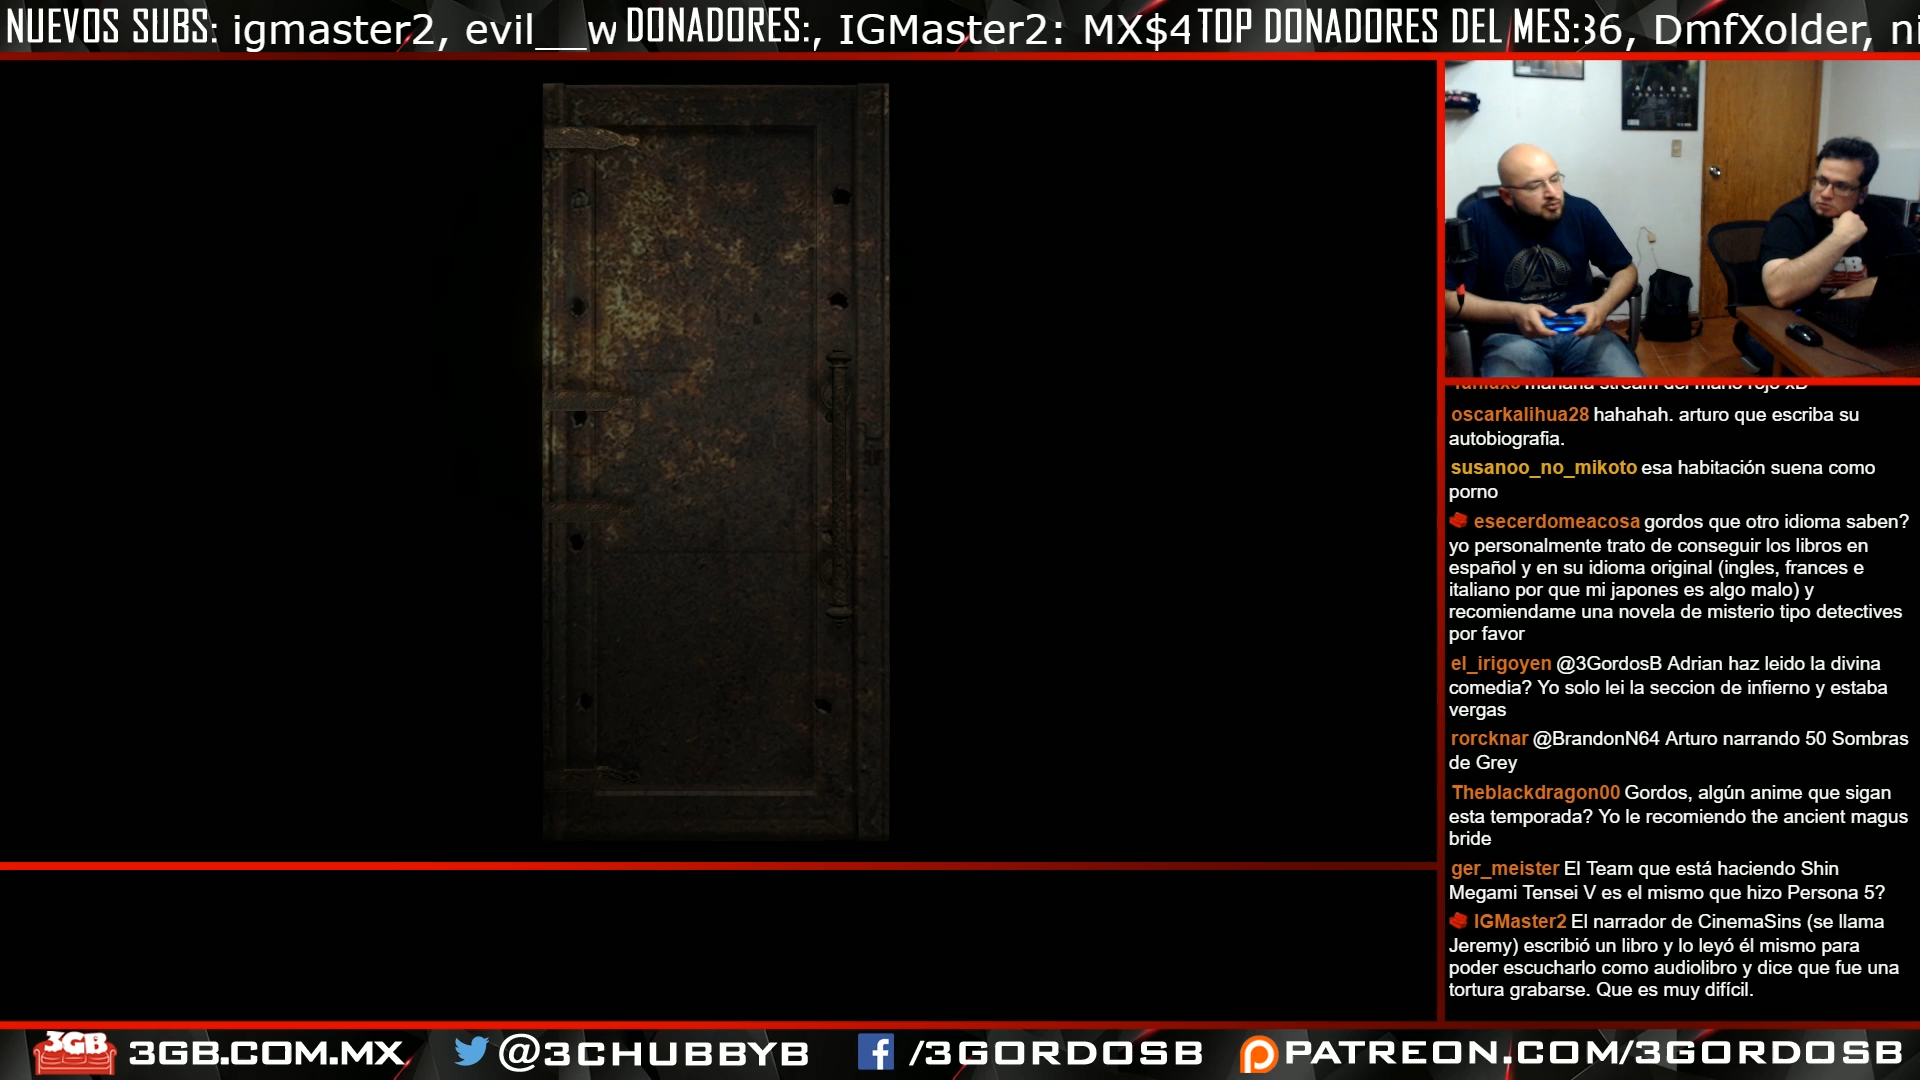 NUEVOS SUBS: igmaster2, evil__w DONADORES:, IGMaster2: MX$4 TOP DONADORES DEL MES: 36, DmfXolder, ni
ALIEN
mañana stream del mario rojo xD
oscarkalihua28 hahahah. arturo que escriba su
autobiografia.
susanoo_no_mikoto esa habitación suena como
porno
esecerdomeacosa gordos que otro idioma saben?
yo personalmente trato de conseguir los libros en
español y en su idioma original (ingles, frances e
italiano por que mi japones es algo malo) y
recomiendame una novela de misterio tipo detectives
por favor
el_irigoyen @3GordosB Adrian haz leido la divina
comedia? Yo solo lei la seccion de infierno y estaba
vergas
rorcknar @BrandonN64 Arturo narrando 50 Sombras
de Grey
Theblackdragon00 Gordos, algún anime que sigan
esta temporada? Yo le recomiendo the ancient magus
bride
ger_meister El Team que está haciendo Shin
Megami Tensei V es el mismo que hizo Persona 5?
IGMaster2 El narrador de CinemaSins (se llama
Jeremy) escribió un libro y lo leyó él mismo para
poder escucharlo como audiolibro y dice que fue una
tortura grabarse. Que es muy difícil.
3GB 3GB.COM.MX @3CHUBBYB /3GORDOSB PATREON.COM/3GORDOSB